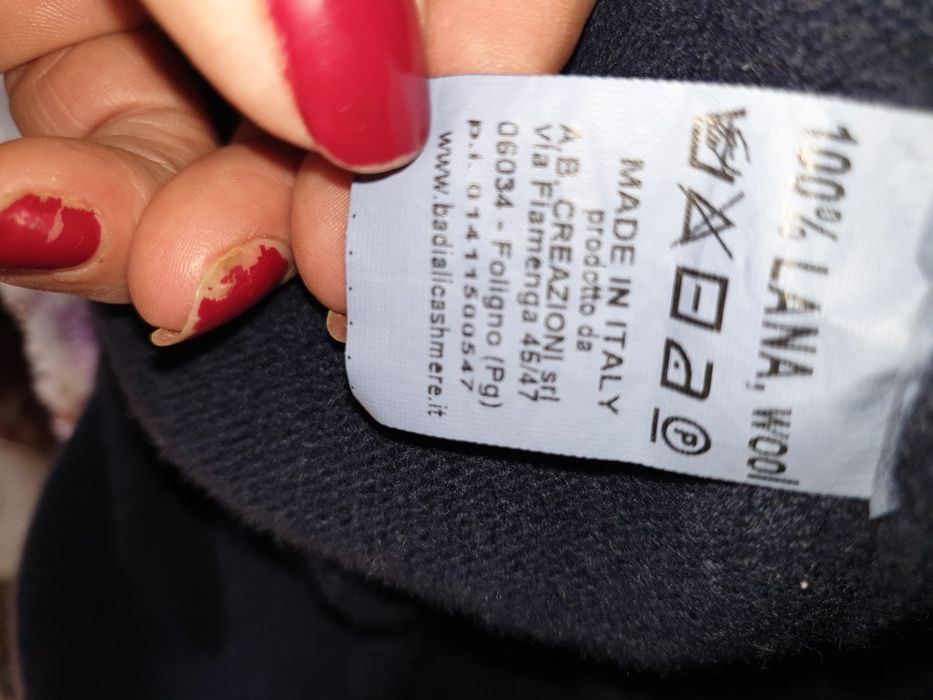 100% LANA, WOOL
P
MADE IN ITALY
prodotto da
A.B. CREAZIONI srl
Via Fiamenga 45/47
06034 - Foligno (Pg)
p.i. 01411500547
www.badialicashmere.it